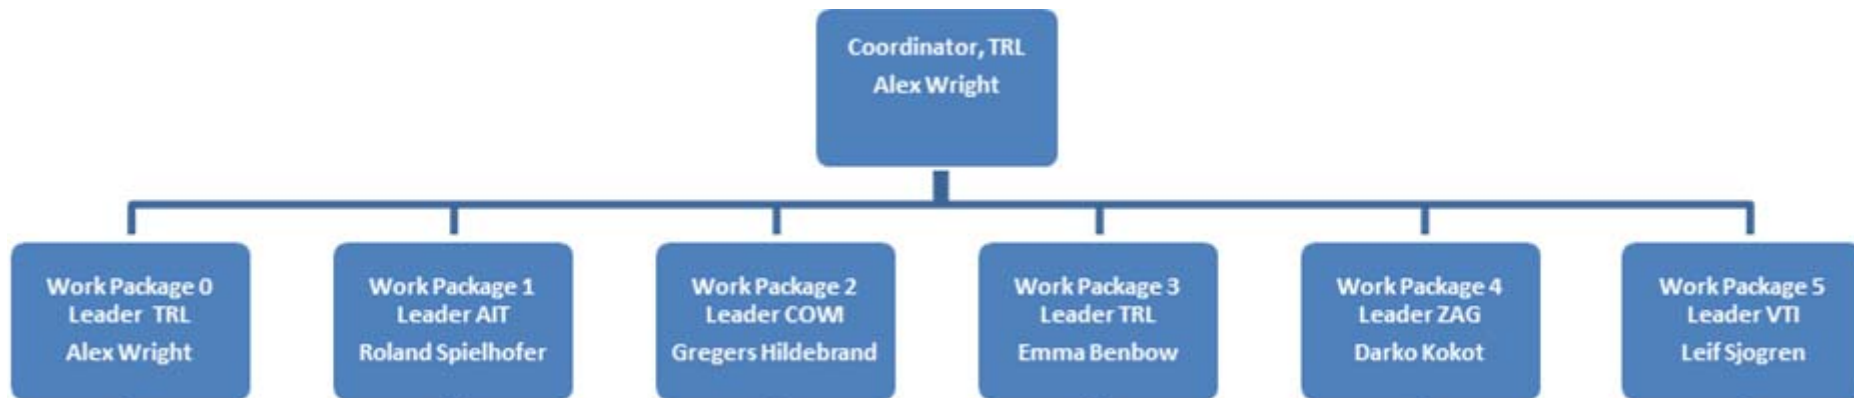 Coordinator, TRL
Alex Wright
Work Package 0
Leader TRL
Alex Wright
Work Package 1
Leader AIT
Roland Spielhofer
Work Package 2
Leader COWI
Gregers Hildebrand
Work Package 3
Leader TRL
Emma Benbow
Work Package 4
Leader ZAG
Darko Kokot
Work Package 5
Leader VTI
Leif Sjogren